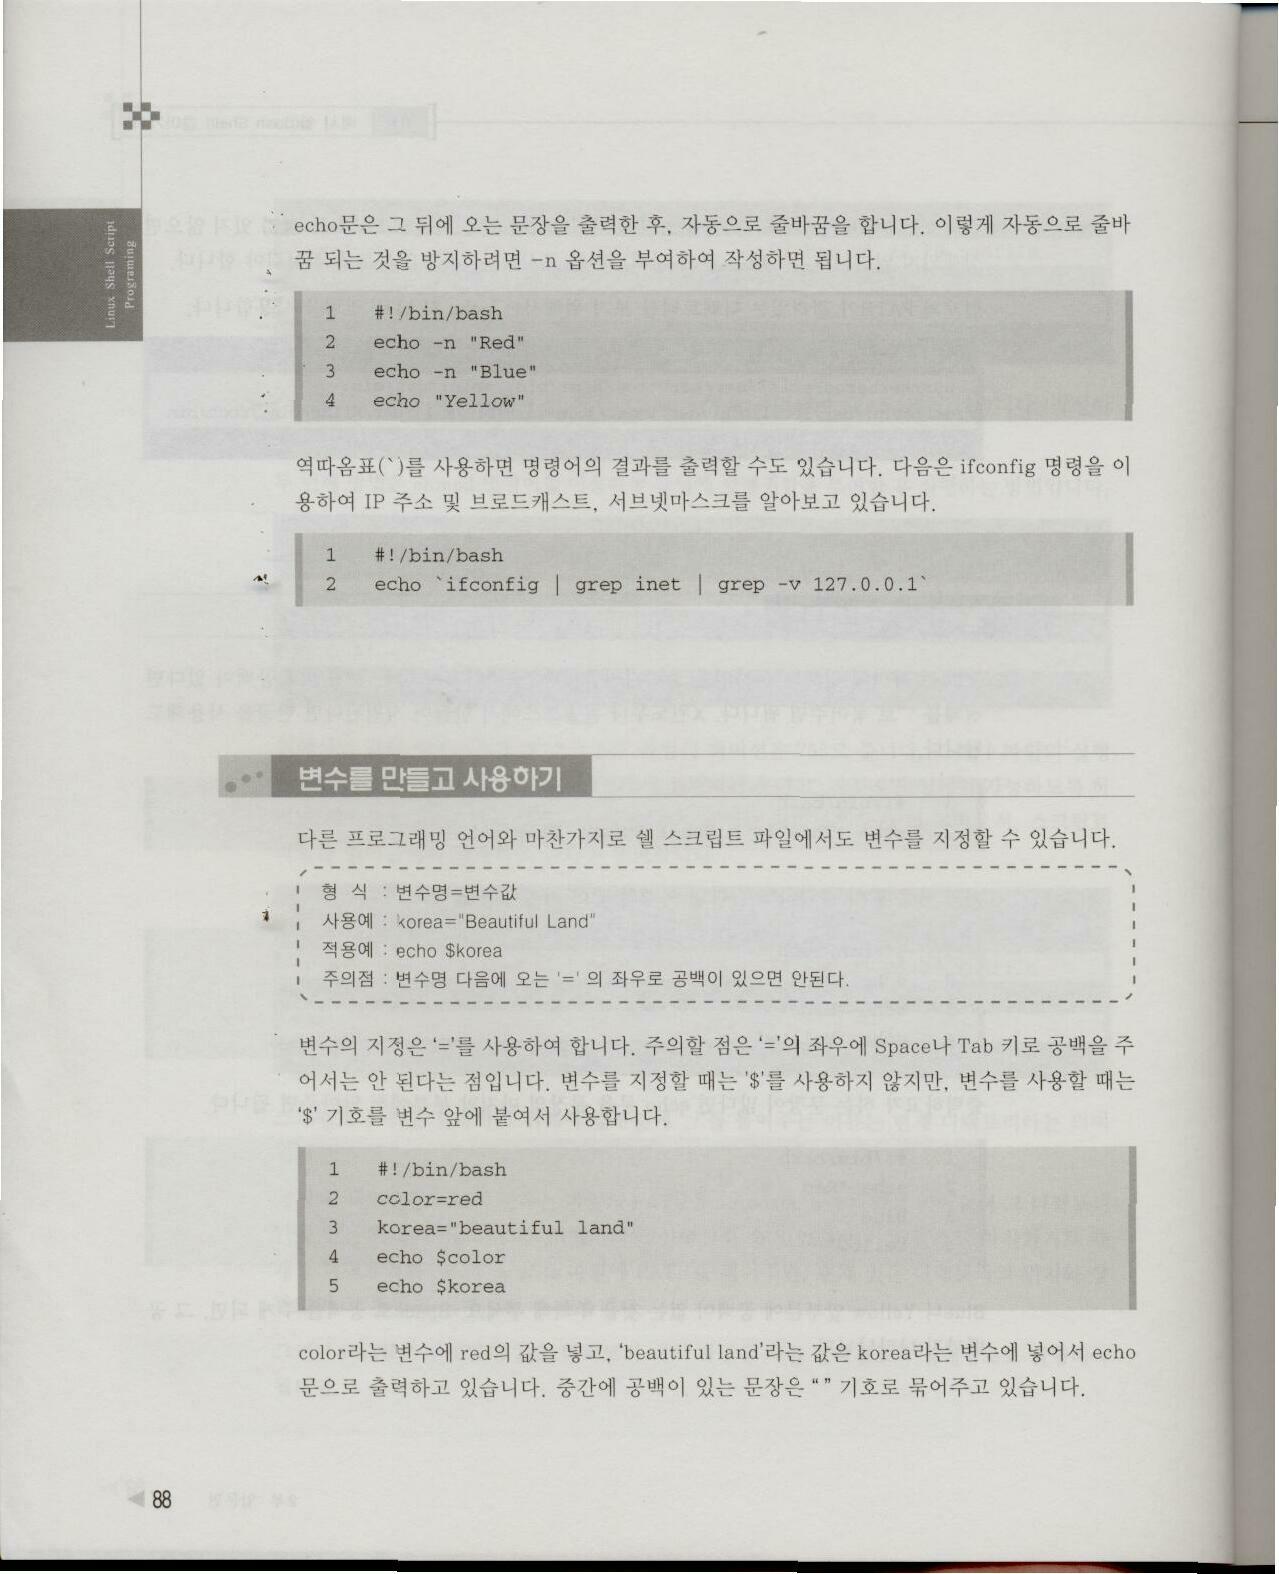 Linux Shell Script
Programing
echo문은 그 뒤에 오는 문장을 출력한 후, 자동으로 줄바꿈을 합니다. 이렇게 자동으로 줄바
꿈 되는 것을 방지하려면 -n 옵션을 부여하여 작성하면 됩니다.
1 #!/bin/bash
2 echo -n "Red"
3 echo -n "Blue"
4 echo "Yellow"
역따옴표(`)를 사용하면 명령어의 결과를 출력할 수도 있습니다. 다음은 ifconfig 명령을 이
용하여 IP 주소 및 브로드캐스트, 서브넷마스크를 알아보고 있습니다.
1 #!/bin/bash
2 echo `ifconfig | grep inet | grep -v 127.0.0.1`
변수를 만들고 사용하기
다른 프로그래밍 언어와 마찬가지로 쉘 스크립트 파일에서도 변수를 지정할 수 있습니다.
형 식 : 변수명=변수값
사용예 : korea="Beautiful Land"
적용예 : echo $korea
주의점 : 변수명 다음에 오는 '=' 의 좌우로 공백이 있으면 안된다.
변수의 지정은 '='를 사용하여 합니다. 주의할 점은 '='의 좌우에 Space나 Tab 키로 공백을 주
어서는 안 된다는 점입니다. 변수를 지정할 때는 '$'를 사용하지 않지만, 변수를 사용할 때는
'$' 기호를 변수 앞에 붙여서 사용합니다.
1 #!/bin/bash
2 color=red
3 korea="beautiful land"
4 echo $color
5 echo $korea
color라는 변수에 red의 값을 넣고, 'beautiful land'라는 값은 korea라는 변수에 넣어서 echo
문으로 출력하고 있습니다. 중간에 공백이 있는 문장은 “ ” 기호로 묶어주고 있습니다.
88